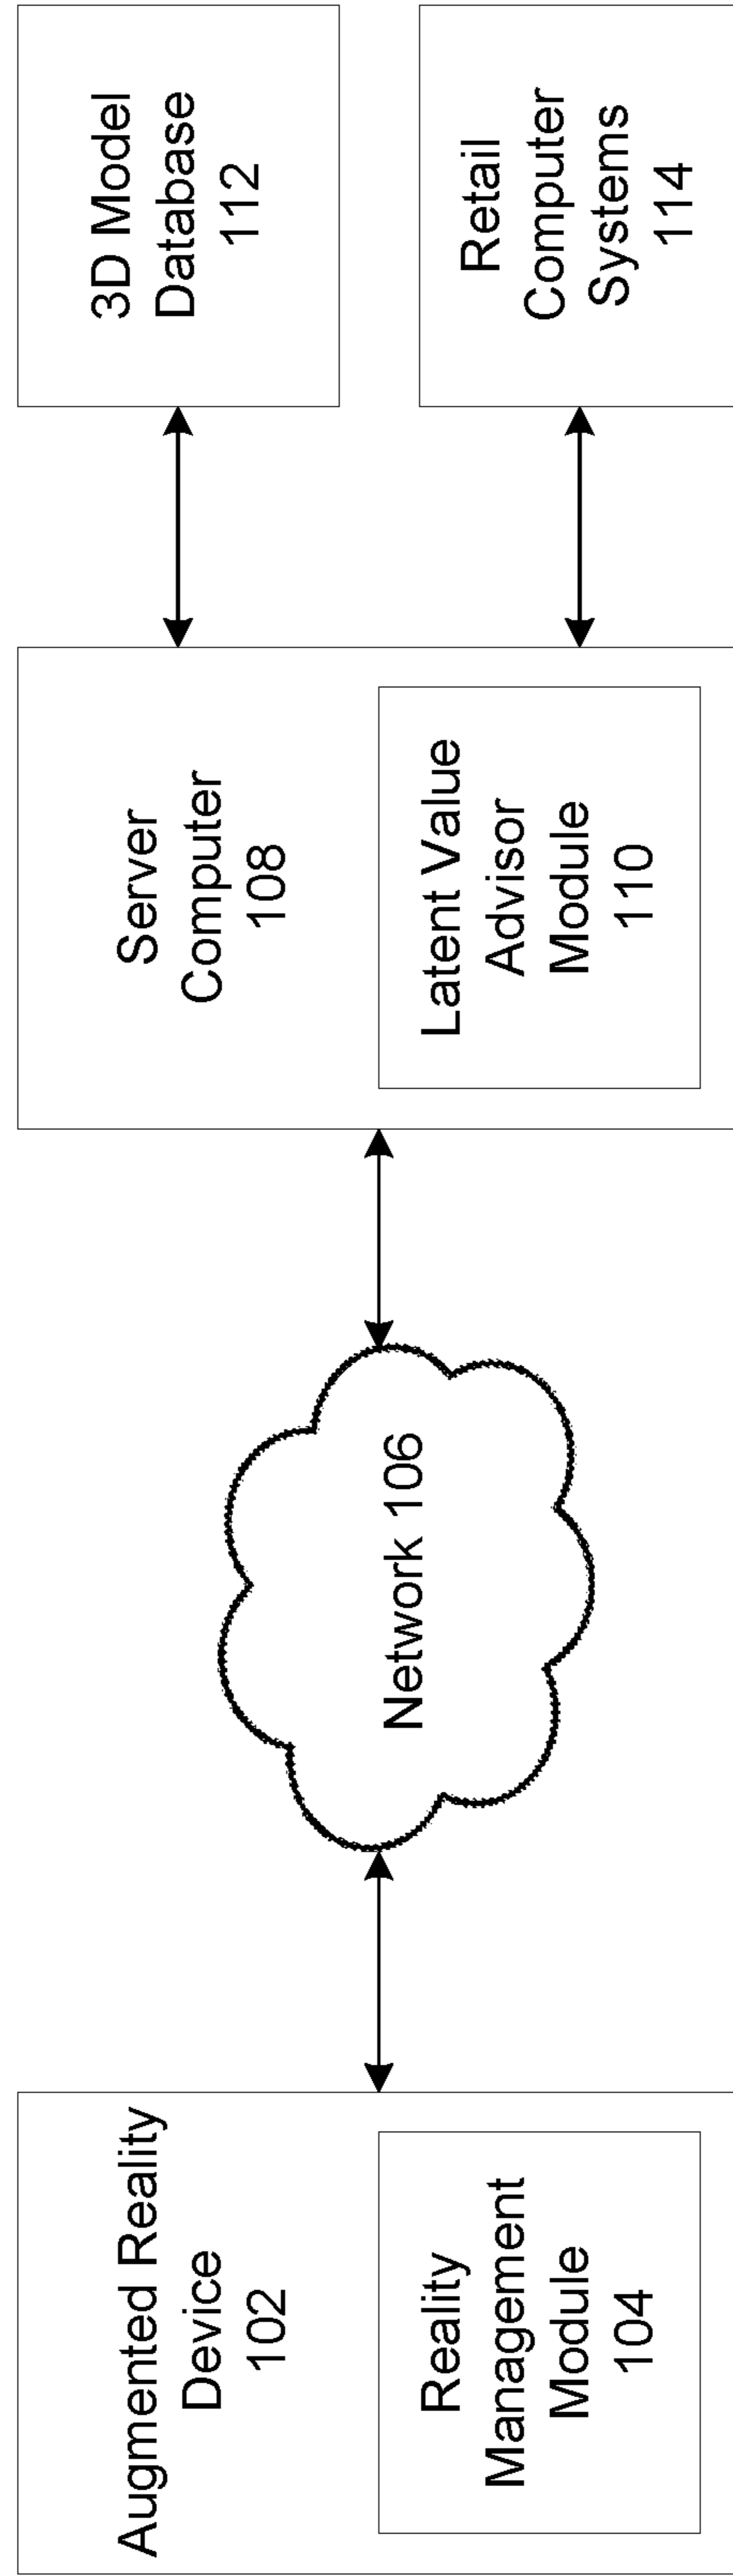 Augmented Reality
Device
102
Reality
Management
Module
104
Network 106
Server
Computer
108
Latent Value
Advisor
Module
110
3D Model
Database
112
Retail
Computer
Systems
114